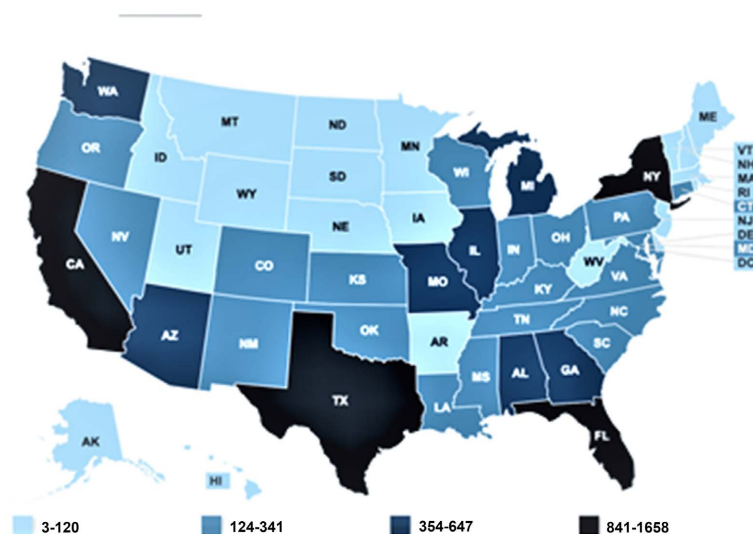 WA
ME
MT
ND
OR
MN
VT
NH
ID
WI
MA
SD
NY
MI
RI
WY
CT
IA
PA
NE
NJ
OH
DE
NV
IL
IN
UT
WV
MD
CO
DC
CA
VA
KS
MO
KY
NC
TN
OK
AZ
NM
AR
SC
MS
AL
GA
TX
LA
FL
AK
HI
3-120
124-341
354-647
841-1658